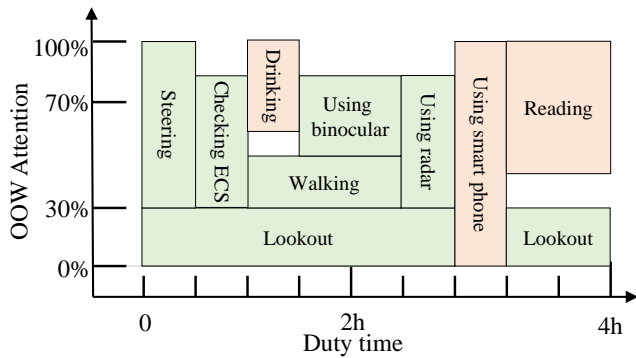 OOW Attention
100%
70%
30%
0%
Steering
Checking ECS
Drinking
Using
binocular
Using radar
Using smart phone
Reading
Walking
Lookout
Lookout
0
2h
4h
Duty time